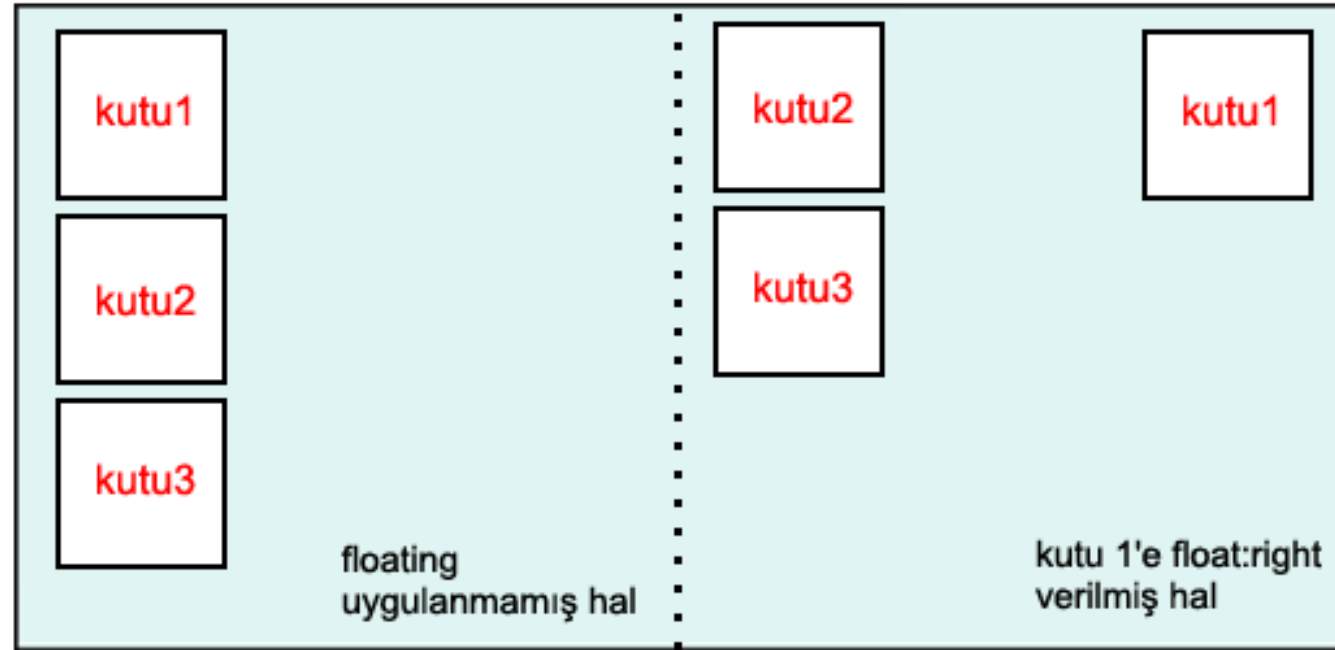 kutu1
kutu2
kutu3
floating
uygulanmamış hal
kutu2
kutu1
kutu3
kutu 1'e float:right
verilmiş hal